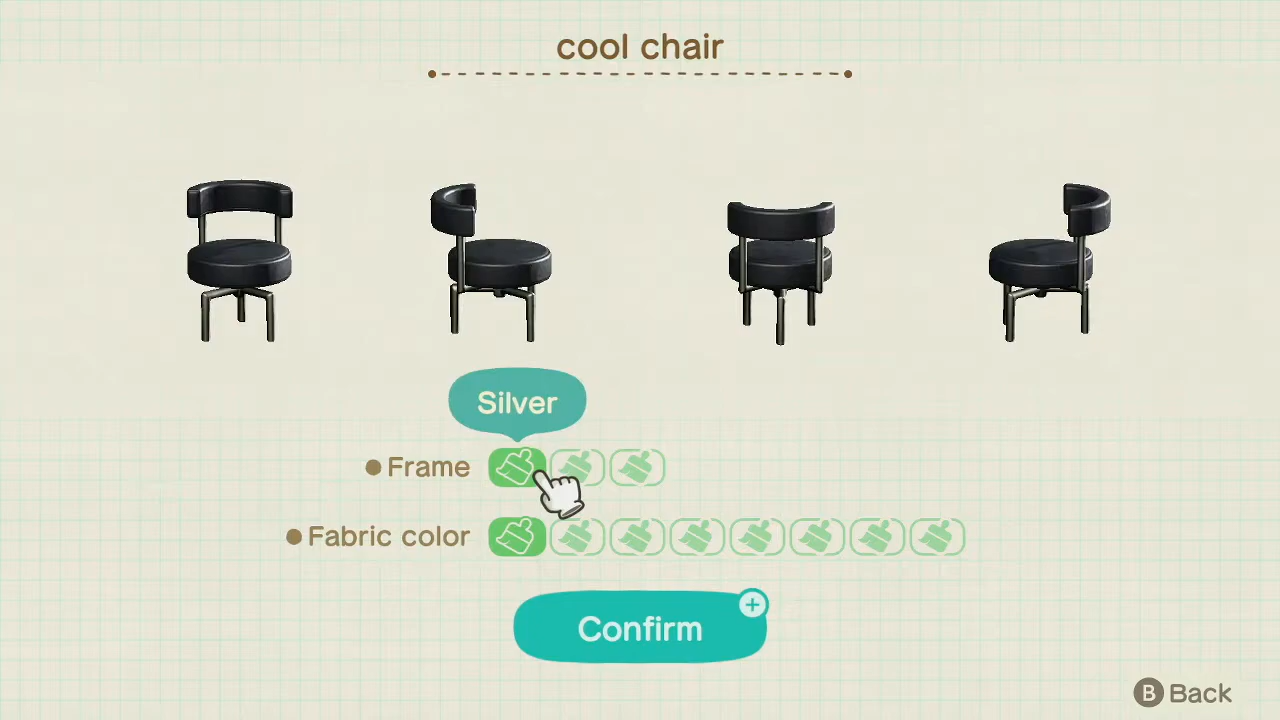 cool chair
Silver
Frame
Fabric color
Confirm
B Back